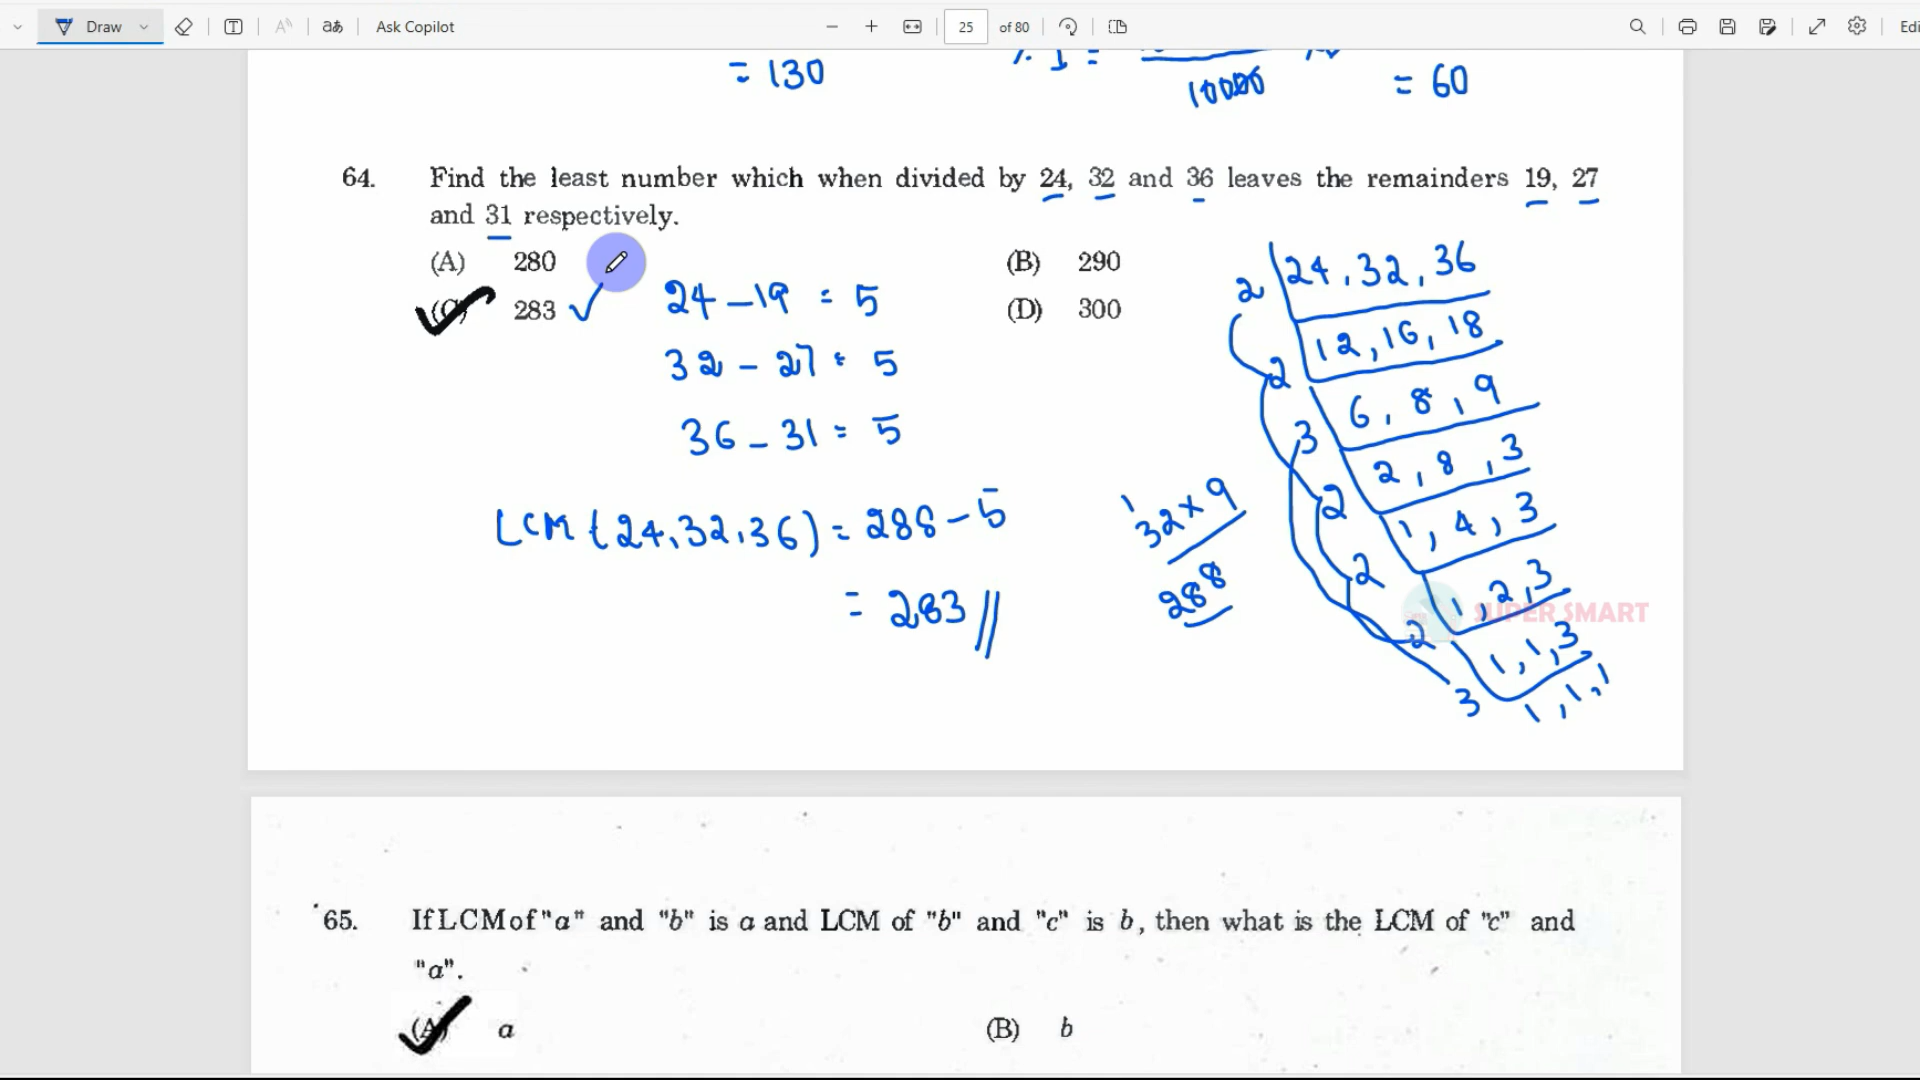 Draw
aあ
Ask Copilot
25 of 80
= 130
10000
= 60
64. Find the least number which when divided by 24, 32 and 36 leaves the remainders 19, 27
and 31 respectively.
(A) 280 (B) 290
(C) 283 (D) 300
24 - 19 = 5
32 - 27 = 5
36 - 31 = 5
LCM (24,32,36) = 288 - 5
= 283
32 x 9
288
2 24, 32, 36
2 12, 16, 18
3 6, 8, 9
2 2, 8, 3
2 1, 4, 3
2 1, 2, 3
3 1, 1, 3
1, 1, 1
SUPER SMART
65. If LCM of "a" and "b" is a and LCM of "b" and "c" is b, then what is the LCM of "c" and
"a".
(A) a (B) b